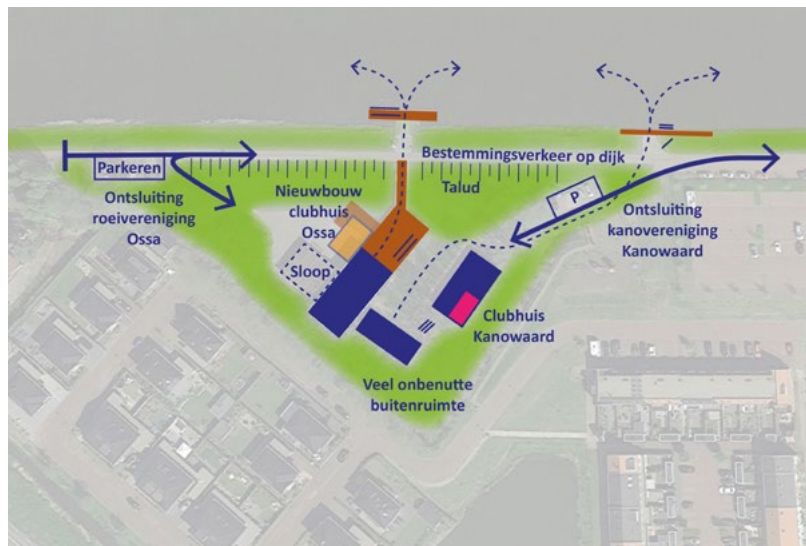 Parkeren
Bestemmingsverkeer op dijk
Ontsluiting
roeivereniging
Ossa
Nieuwbouw
clubhuis
Ossa
Talud
P
Ontsluiting
kanovereniging
Kanowaard
Sloop
Clubhuis
Kanowaard
Veel onbenutte
buitenruimte